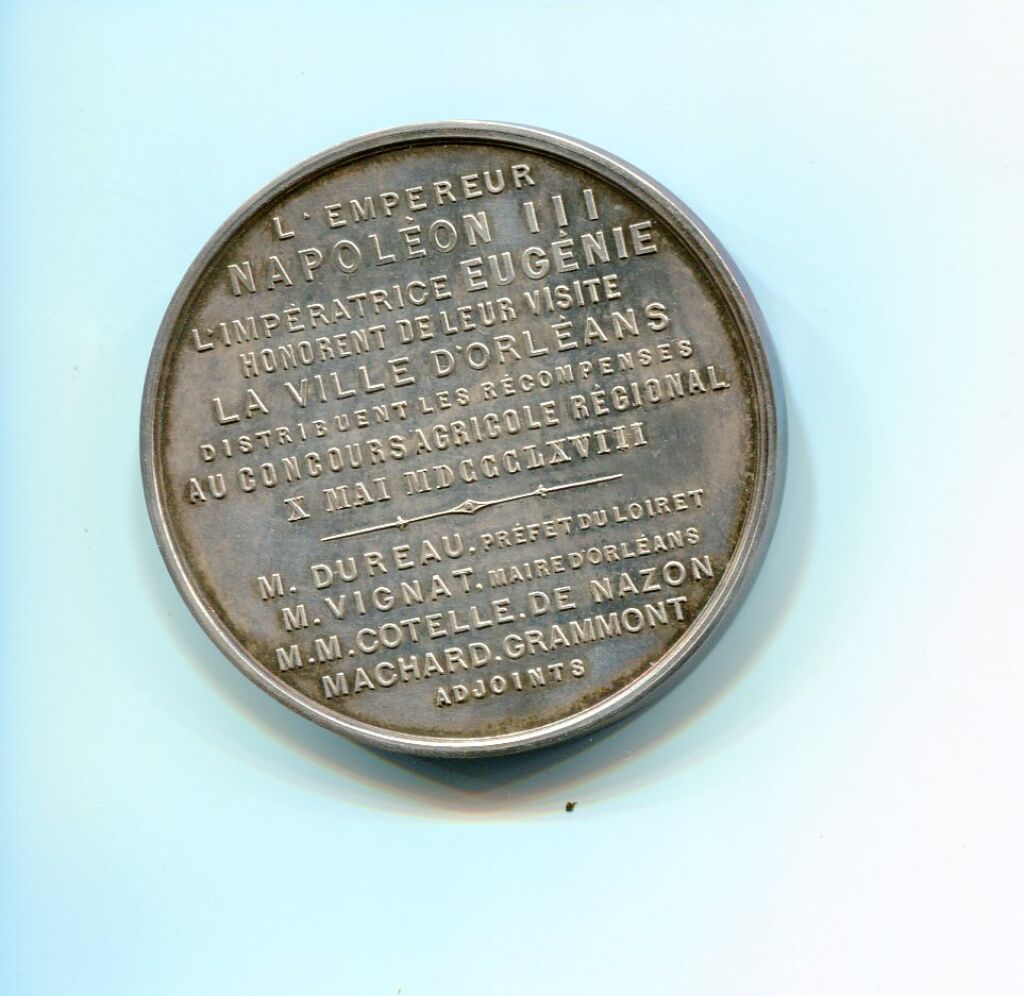 L'EMPEREUR
NAPOLÉON III
L'IMPÉRATRICE EUGÉNIE
HONORENT DE LEUR VISITE
LA VILLE D'ORLÉANS
DISTRIBUENT LES RÉCOMPENSES
AU CONCOURS AGRICOLE RÉGIONAL
X MAI MDCCCLXVIII
M. DUREAU. PRÉFET DU LOIRET
M. VIGNAT. MAIRE D'ORLÉANS
M.M. COTELLE. DE NAZON
MACHARD. GRAMMONT
ADJOINTS